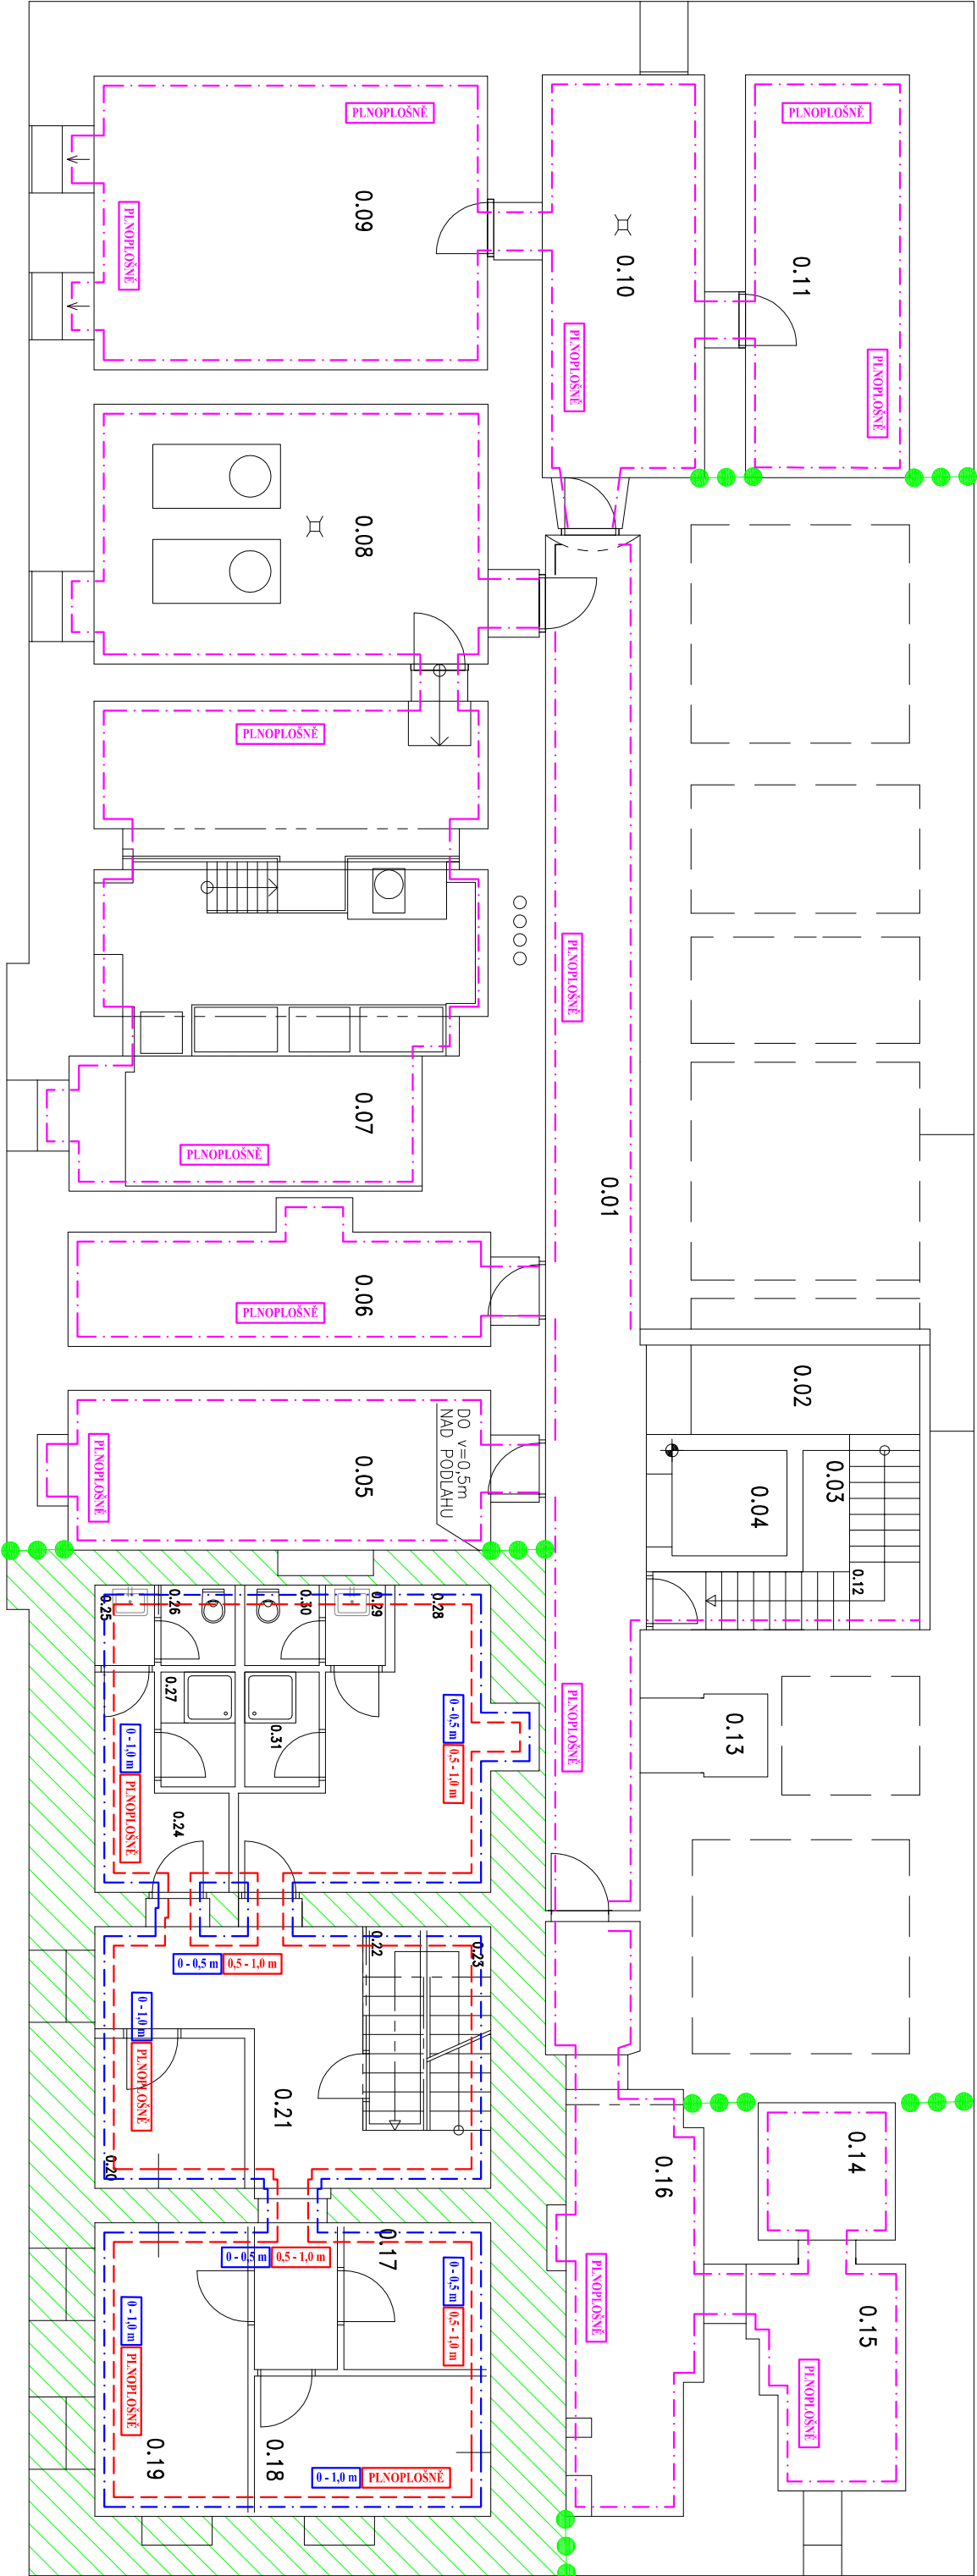 PLNOPLOŠNĚ
PLNOPLOŠNĚ
0.09
PLNOPLOŠNĚ
0.11
0.10
PLNOPLOŠNĚ
PLNOPLOŠNĚ
PLNOPLOŠNĚ
0.08
PLNOPLOŠNĚ
PLNOPLOŠNĚ
0.07
PLNOPLOŠNĚ
0.01
0.06
PLNOPLOŠNĚ
0.02
0.03
0.04
0.12
DO v=0,5m
NAD PODLAHU
0.05
PLNOPLOŠNĚ
0.25
0.26
0.30
0.29
0.28
0.27
0.31
0 - 0,5 m
0,5 - 1,0 m
0 - 1,0 m
PLNOPLOŠNĚ
0.24
PLNOPLOŠNĚ
0.13
0.22
0.23
0 - 0,5 m
0,5 - 1,0 m
0 - 1,0 m
PLNOPLOŠNĚ
0.21
0.20
0.14
0.16
0.17
0 - 0,5 m
0,5 - 1,0 m
0 - 0,5 m
0,5 - 1,0 m
0 - 1,0 m
PLNOPLOŠNĚ
PLNOPLOŠNĚ
0.15
PLNOPLOŠNĚ
0.19
0.18
0 - 1,0 m
PLNOPLOŠNĚ